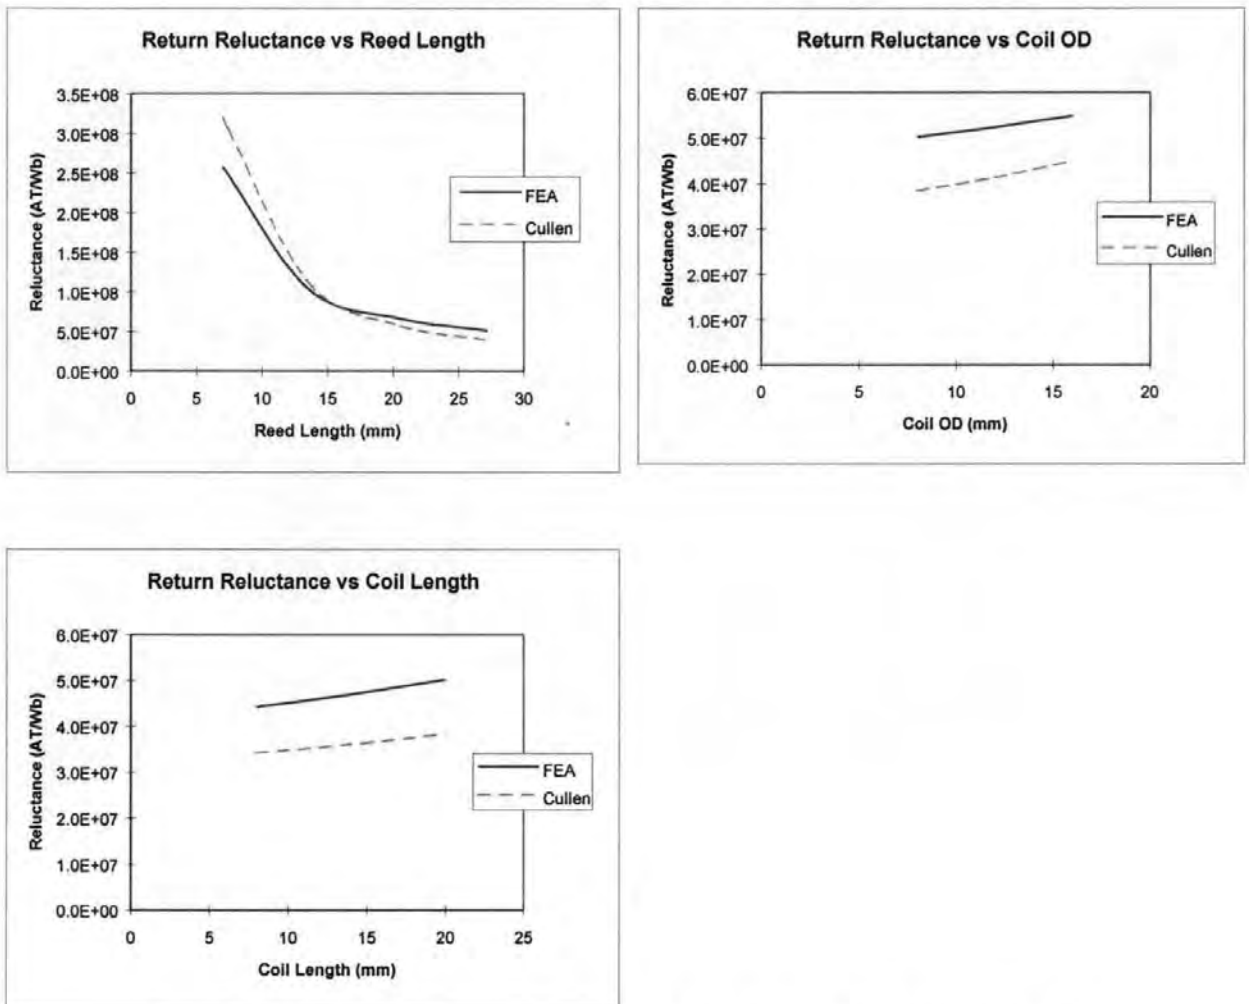 Return Reluctance vs Reed Length
Reluctance (AT/Wb)
3.5E+08
3.0E+08
2.5E+08
2.0E+08
1.5E+08
1.0E+08
5.0E+07
0.0E+00
0 5 10 15 20 25 30
Reed Length (mm)
FEA
Cullen
Return Reluctance vs Coil OD
Reluctance (AT/Wb)
6.0E+07
5.0E+07
4.0E+07
3.0E+07
2.0E+07
1.0E+07
0.0E+00
0 5 10 15 20
Coil OD (mm)
FEA
Cullen
Return Reluctance vs Coil Length
Reluctance (AT/Wb)
6.0E+07
5.0E+07
4.0E+07
3.0E+07
2.0E+07
1.0E+07
0.0E+00
0 5 10 15 20 25
Coil Length (mm)
FEA
Cullen